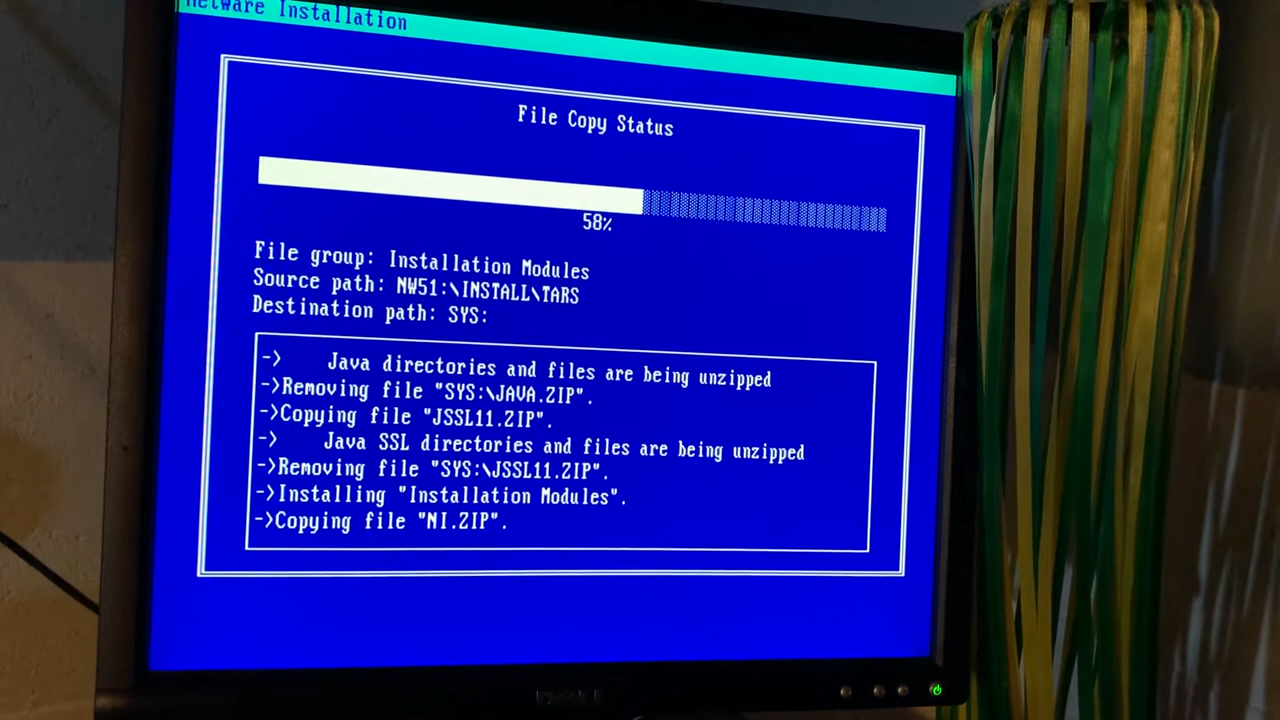 NetWare Installation
File Copy Status
58%
File group: Installation Modules
Source path: NW51:\INSTALL\TARS
Destination path: SYS:
->    Java directories and files are being unzipped
->Removing file "SYS:\JAVA.ZIP".
->Copying file "JSSL11.ZIP".
->    Java SSL directories and files are being unzipped
->Removing file "SYS:\JSSL11.ZIP".
->Installing "Installation Modules".
->Copying file "NI.ZIP".
DELL